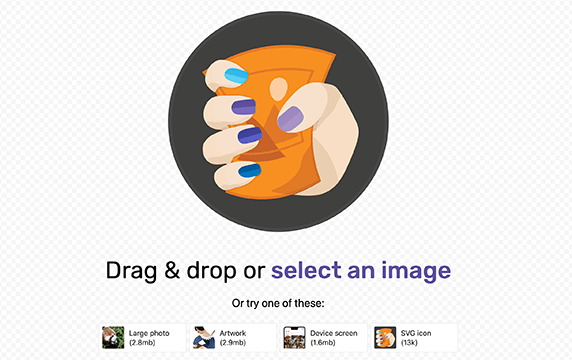 Drag & drop or select an image
Or try one of these:
Large photo
(2.8mb)
Artwork
(2.9mb)
Device screen
(1.6mb)
SVG icon
(13k)